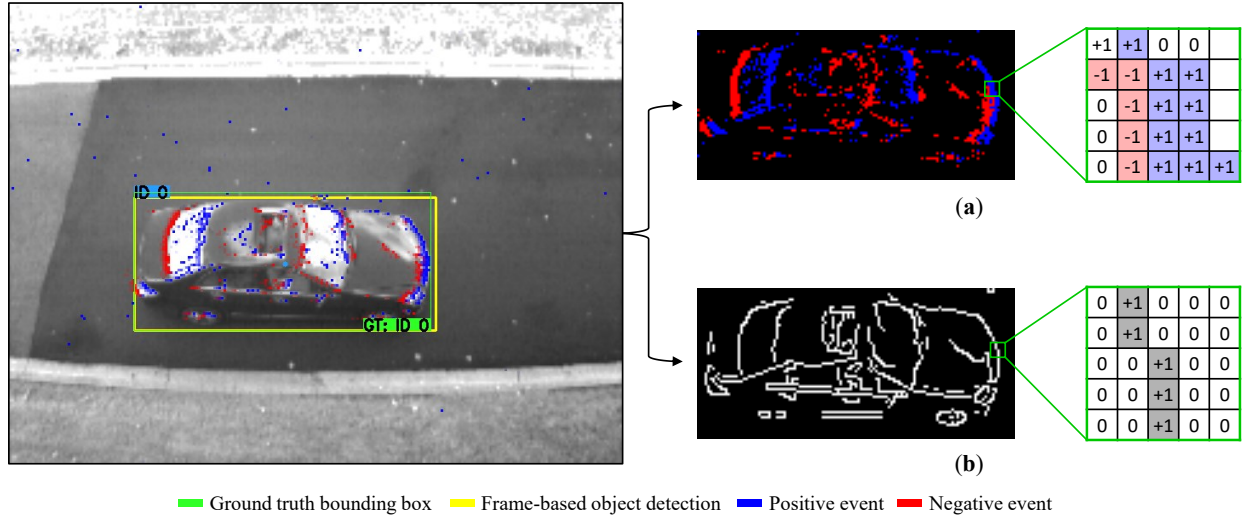 ID 0
GT: ID 0
+1 +1 0 0
-1 -1 +1 +1
0 -1 +1 +1
0 -1 +1 +1
0 -1 +1 +1 +1
(a)
0 +1 0 0 0
0 +1 0 0 0
0 0 +1 0 0
0 0 +1 0 0
0 0 +1 0 0
(b)
Ground truth bounding box Frame-based object detection Positive event Negative event